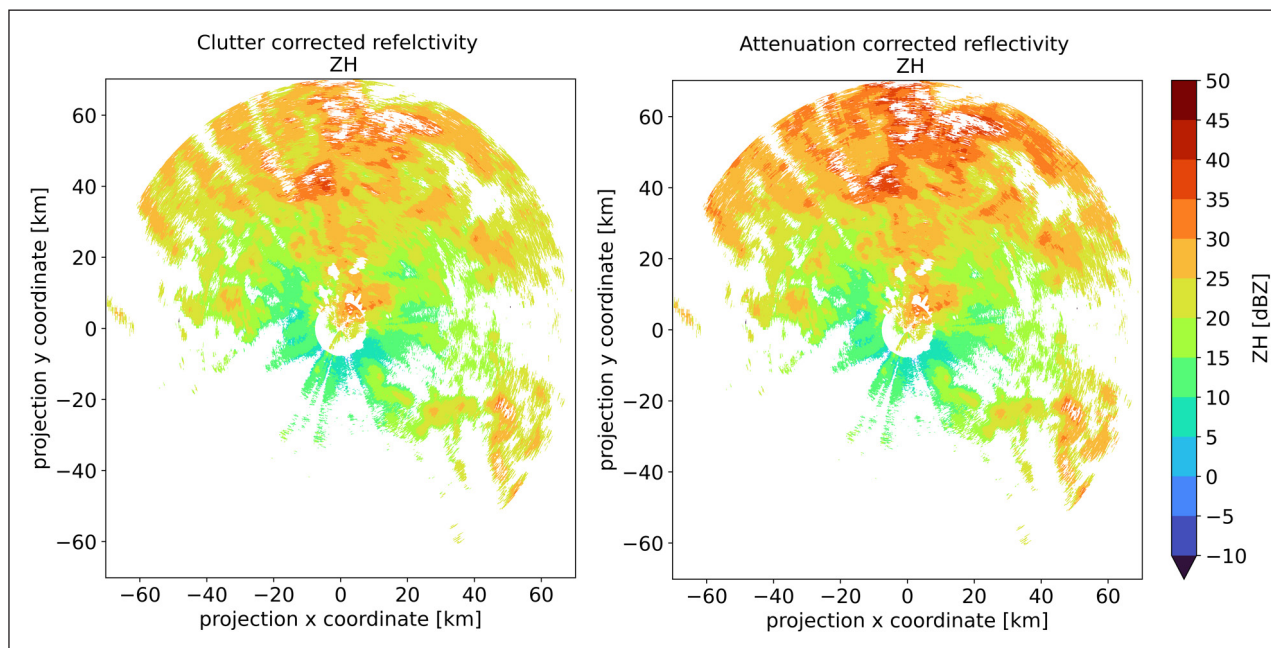 Clutter corrected refelctivity
ZH
60
40
20
0
−20
−40
−60
projection y coordinate [km]
−60 −40 −20 0 20 40 60
projection x coordinate [km]
Attenuation corrected reflectivity
ZH
60
40
20
0
−20
−40
−60
projection y coordinate [km]
−60 −40 −20 0 20 40 60
projection x coordinate [km]
50
45
40
35
30
25
20
15
10
5
0
−5
−10
ZH [dBZ]